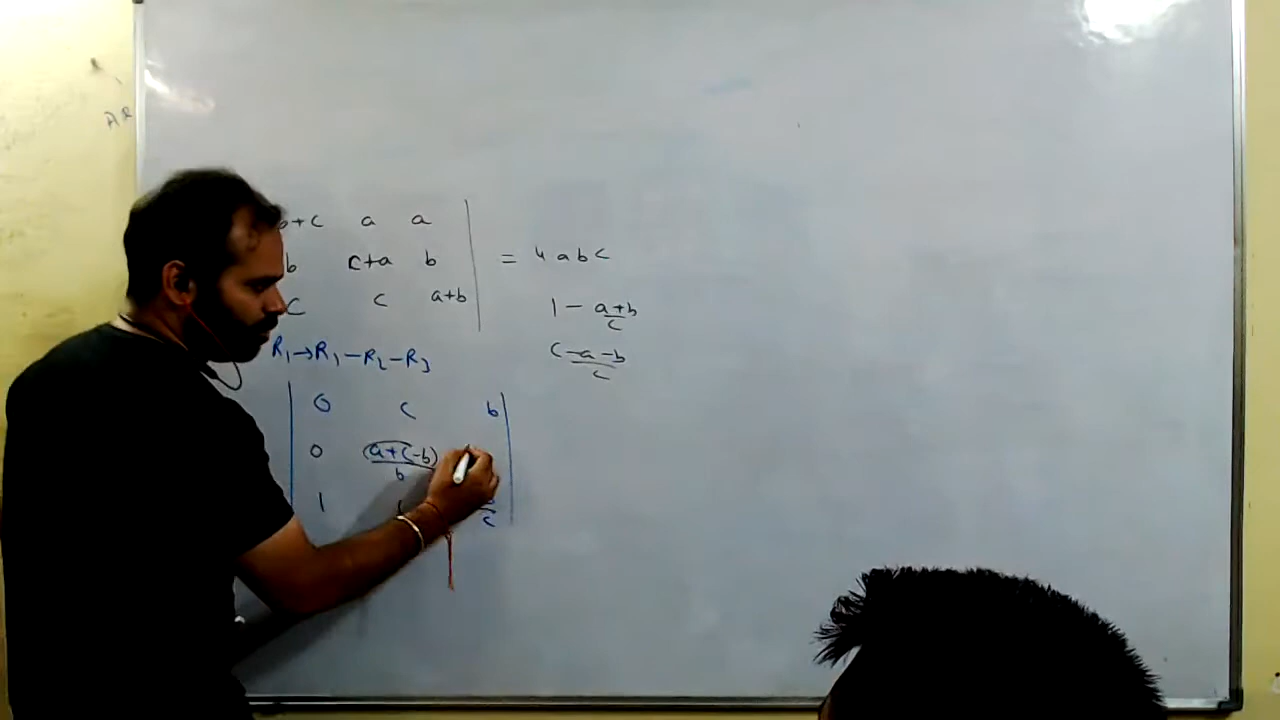 AR
b+c a a
b c+a b = 4abc
c c a+b
1 - a+b/c
R₁→R₁-R₂-R₃
c-a-b/c
0 c b
0 (a+c-b)/b
1
c